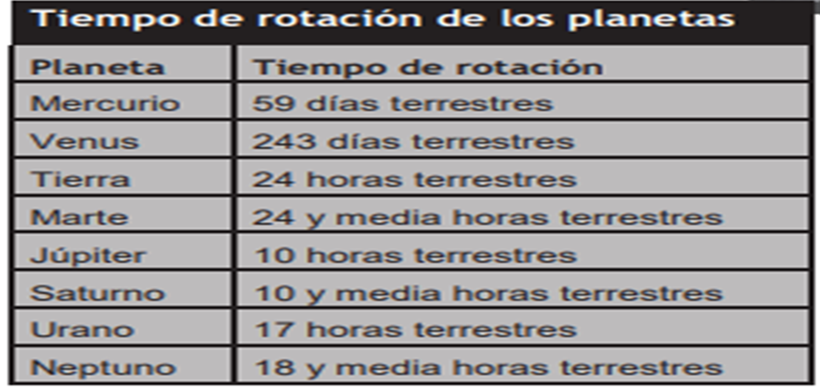 Tiempo de rotación de los planetas
Planeta Tiempo de rotación
Mercurio 59 días terrestres
Venus 243 días terrestres
Tierra 24 horas terrestres
Marte 24 y media horas terrestres
Júpiter 10 horas terrestres
Saturno 10 y media horas terrestres
Urano 17 horas terrestres
Neptuno 18 y media horas terrestres